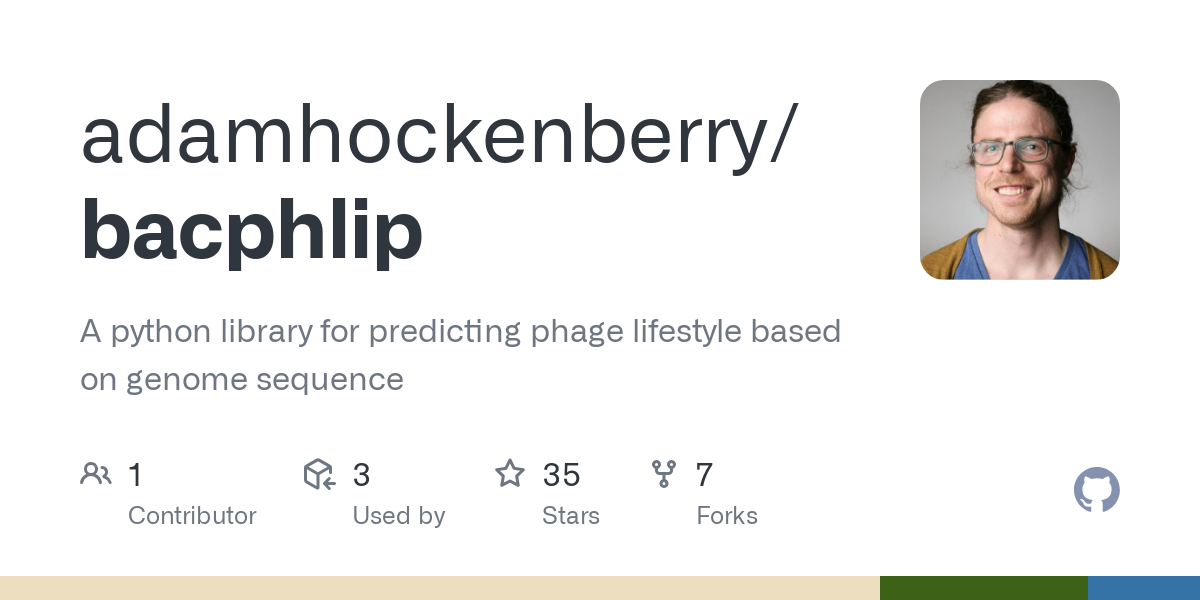 adamhockenberry/
bacphlip
A python library for predicting phage lifestyle based
on genome sequence
1
Contributor
3
Used by
35
Stars
7
Forks